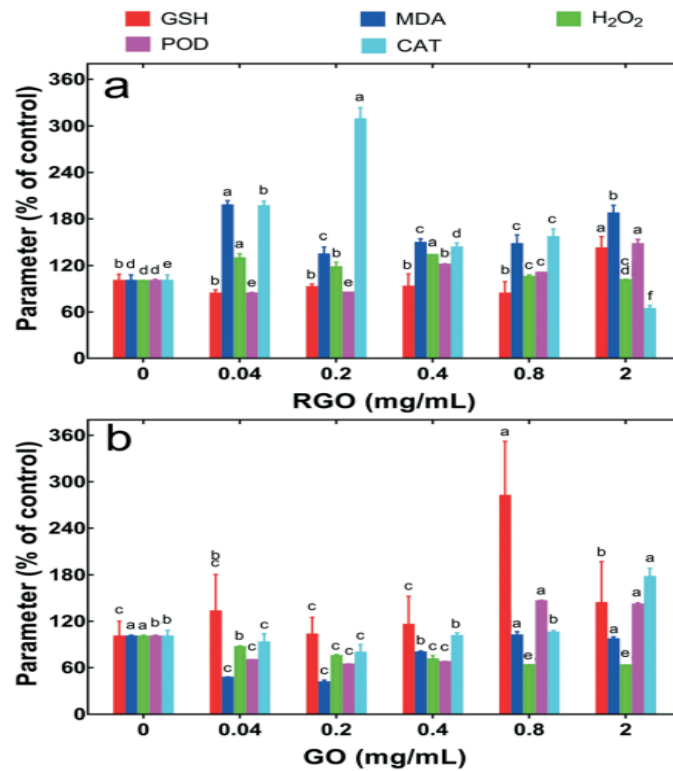 GSH MDA H₂O₂
POD CAT
a
Parameter (% of control)
360
300
240
180
120
60
0
b d d d e
a b a b e
a c b e
c a d
c c c c b
b a a c d f
0 0.04 0.2 0.4 0.8 2
RGO (mg/mL)
b
Parameter (% of control)
360
300
240
180
120
60
0
c a a b b
b c c b c c
c c c c c
c b c c b
a a e a b
b a e a a
0 0.04 0.2 0.4 0.8 2
GO (mg/mL)